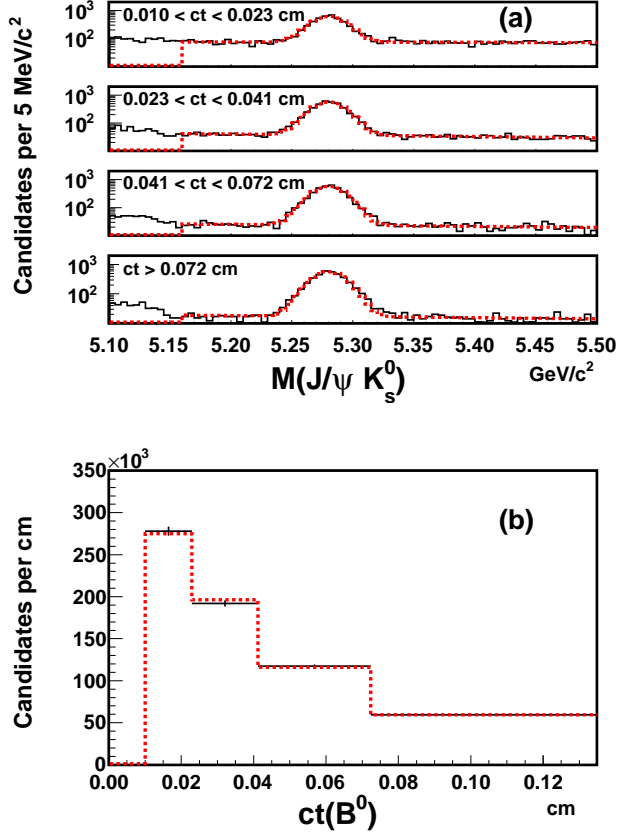 Candidates per 5 MeV/c²
10³
10²
0.010 < ct < 0.023 cm
(a)
10³
10²
0.023 < ct < 0.041 cm
10³
10²
0.041 < ct < 0.072 cm
10³
10²
ct > 0.072 cm
5.10 5.15 5.20 5.25 5.30 5.35 5.40 5.45 5.50
M(J/ψ K⁰ₛ)
GeV/c²
×10³
Candidates per cm
350
300
250
200
150
100
50
0
(b)
0.00 0.02 0.04 0.06 0.08 0.10 0.12
ct(B⁰)
cm